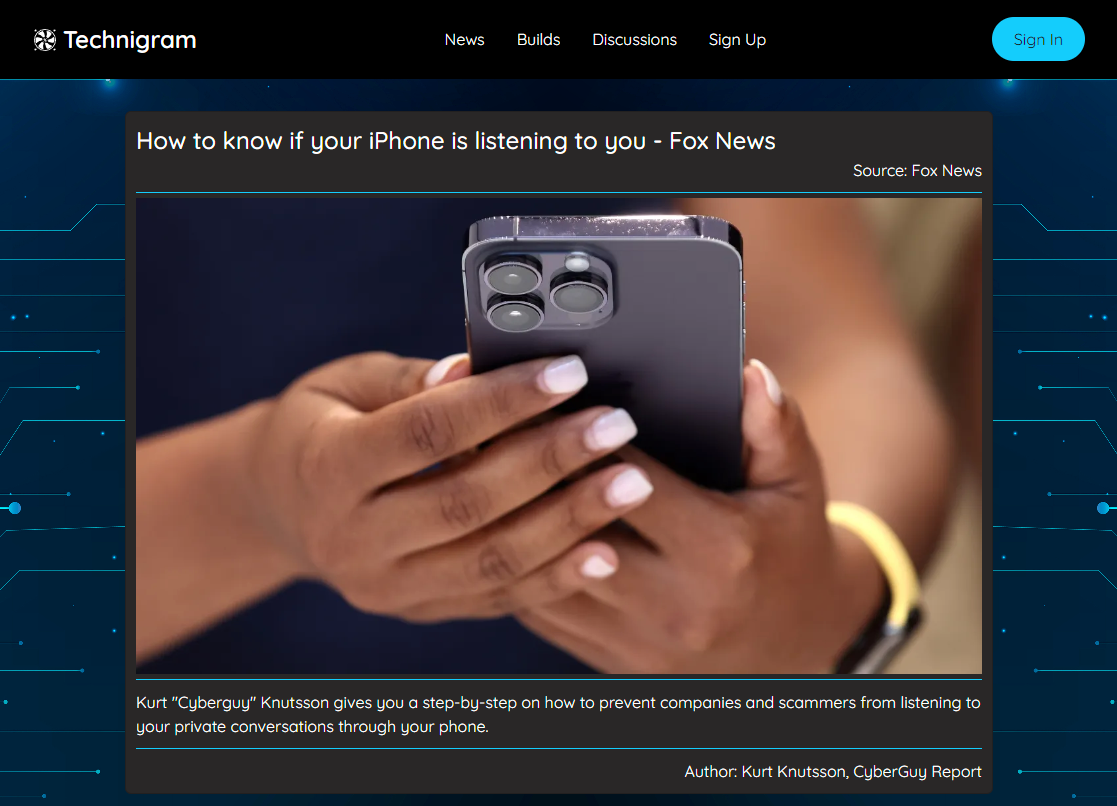 Technigram
News Builds Discussions Sign Up
Sign In
How to know if your iPhone is listening to you - Fox News
Source: Fox News
Kurt "Cyberguy" Knutsson gives you a step-by-step on how to prevent companies and scammers from listening to
your private conversations through your phone.
Author: Kurt Knutsson, CyberGuy Report